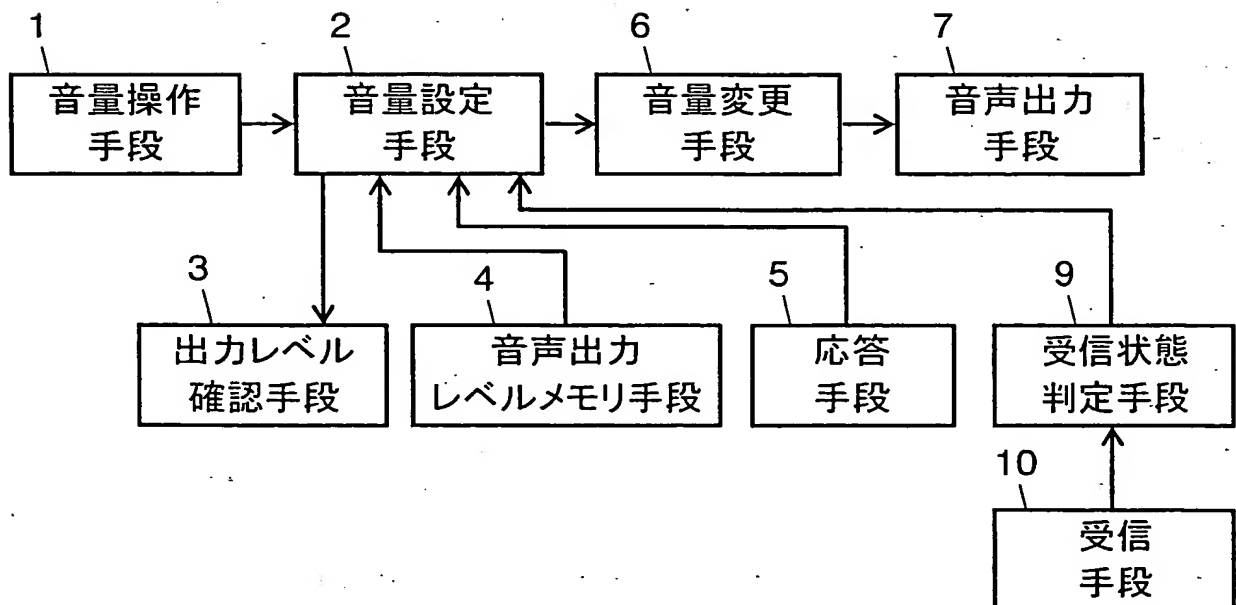 1
音量操作
手段
2
音量設定
手段
6
音量変更
手段
7
音声出力
手段
3
出力レベル
確認手段
4
音声出力
レベルメモリ手段
5
応答
手段
9
受信状態
判定手段
10
受信
手段